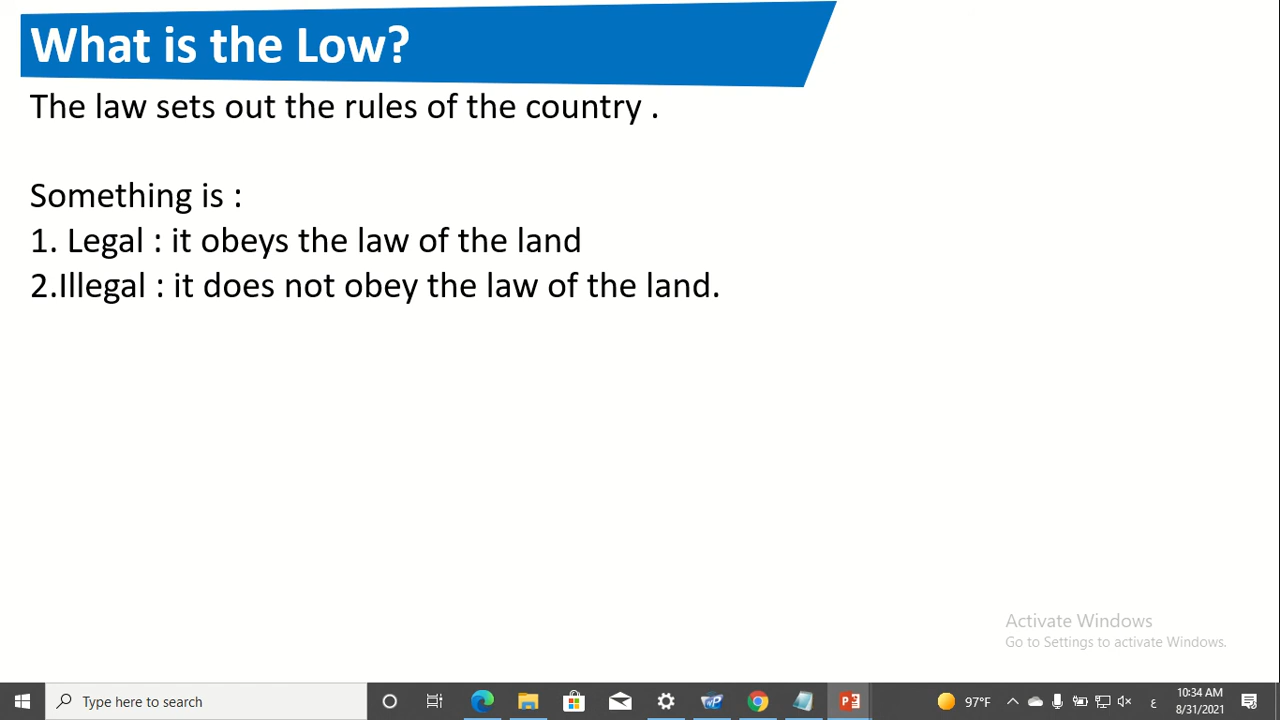 What is the Low?
The law sets out the rules of the country .
Something is :
1. Legal : it obeys the law of the land
2.Illegal : it does not obey the law of the land.
Activate Windows
Go to Settings to activate Windows.
Type here to search
97°F
ع
10:34 AM
8/31/2021